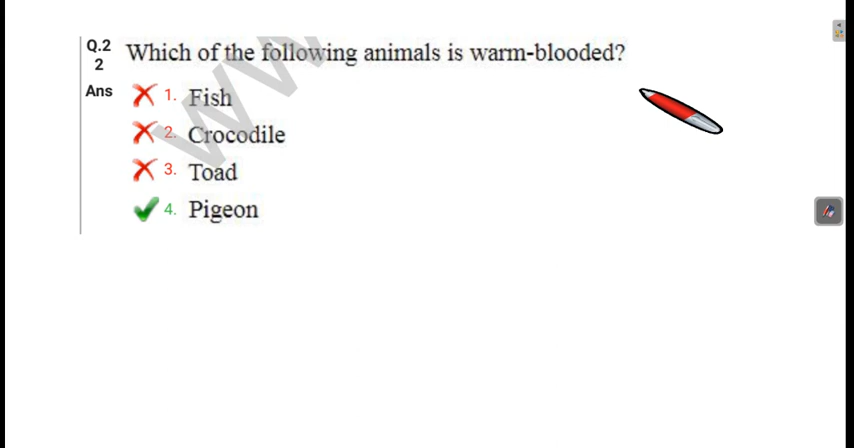 Q.2 Which of the following animals is warm-blooded?
2
Ans 1. Fish
2. Crocodile
3. Toad
4. Pigeon
WW